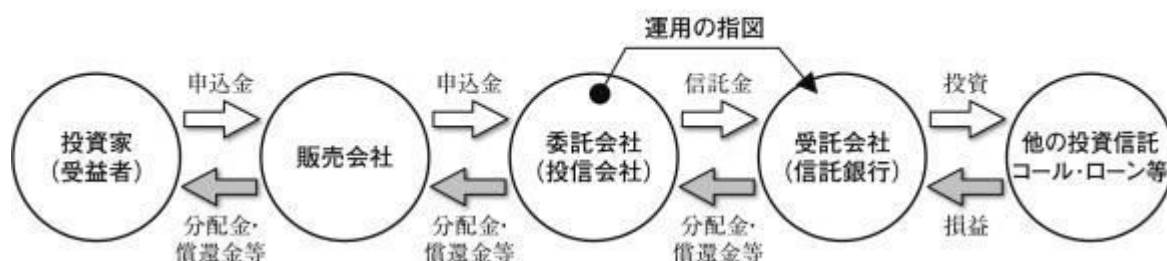 運用の指図
申込金
申込金
信託金
投資
投資家
(受益者)
販売会社
委託会社
(投信会社)
受託会社
(信託銀行)
他の投資信託
コール・ローン等
分配金・
償還金等
分配金・
償還金等
分配金・
償還金等
損益